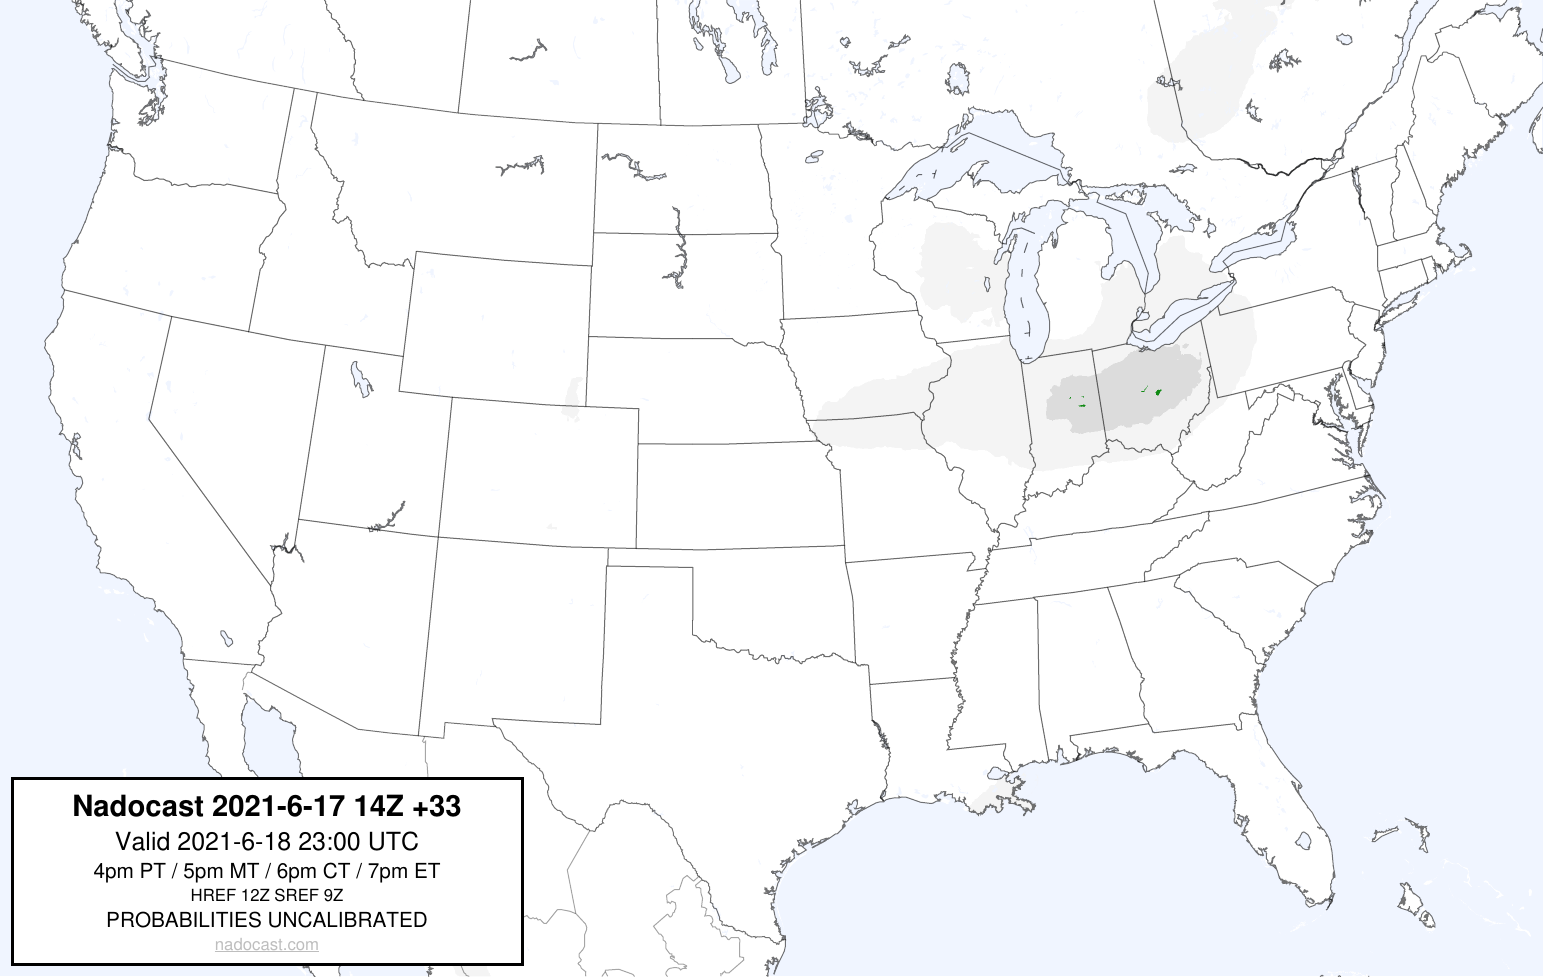 Nadocast 2021-6-17 14Z +33
Valid 2021-6-18 23:00 UTC
4pm PT / 5pm MT / 6pm CT / 7pm ET
HREF 12Z SREF 9Z
PROBABILITIES UNCALIBRATED
nadocast.com